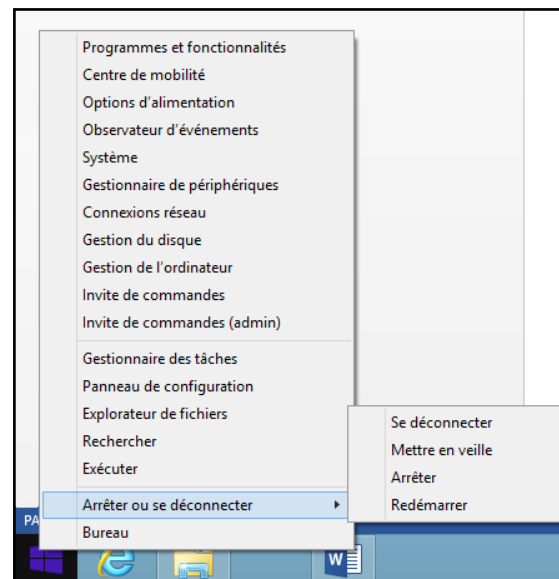 Programmes et fonctionnalités
Centre de mobilité
Options d'alimentation
Observateur d'événements
Système
Gestionnaire de périphériques
Connexions réseau
Gestion du disque
Gestion de l'ordinateur
Invite de commandes
Invite de commandes (admin)
Gestionnaire des tâches
Panneau de configuration
Explorateur de fichiers
Rechercher
Exécuter
Arrêter ou se déconnecter
Bureau
Se déconnecter
Mettre en veille
Arrêter
Redémarrer
PA
W